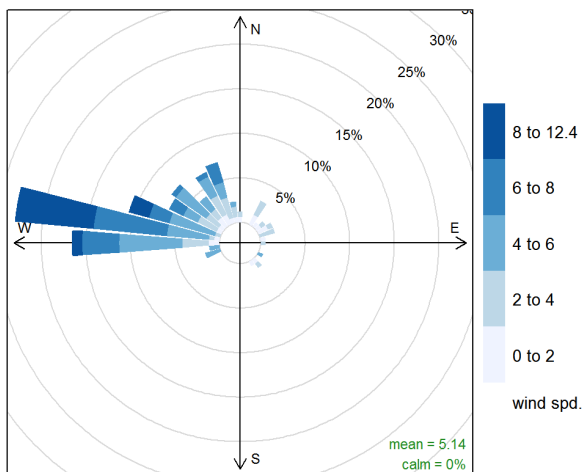 N
30%
25%
20%
15%
10%
5%
W
E
S
mean = 5.14
calm = 0%
8 to 12.4
6 to 8
4 to 6
2 to 4
0 to 2
wind spd.